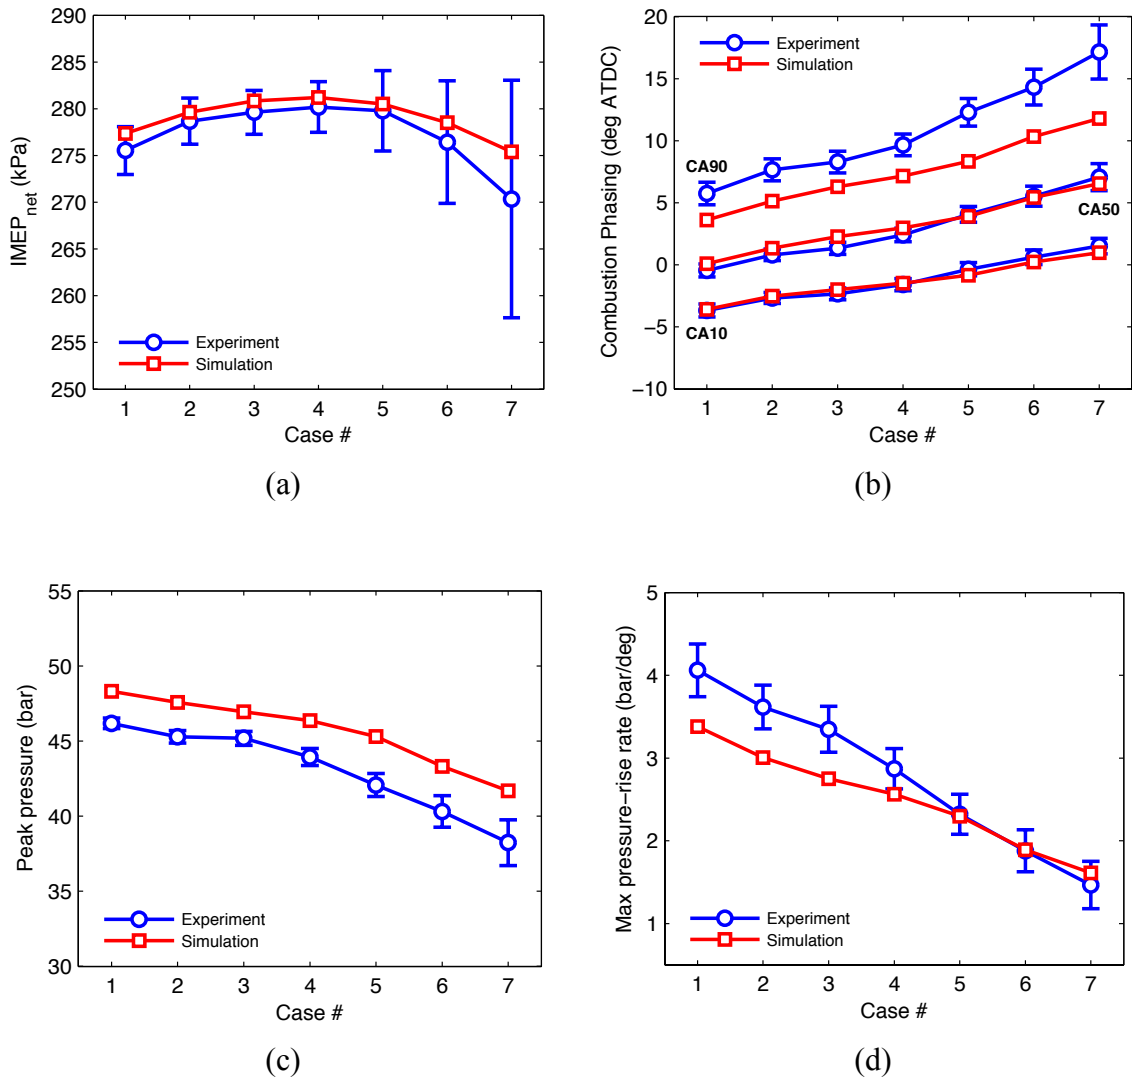 290
285
280
275
270
265
260
255
250
IMEPnet (kPa)
Experiment
Simulation
1 2 3 4 5 6 7
Case #
(a)
20
15
10
5
0
−5
−10
Combustion Phasing (deg ATDC)
Experiment
Simulation
CA90
CA50
CA10
1 2 3 4 5 6 7
Case #
(b)
55
50
45
40
35
30
Peak pressure (bar)
Experiment
Simulation
1 2 3 4 5 6 7
Case #
(c)
5
4
3
2
1
Max pressure−rise rate (bar/deg)
Experiment
Simulation
1 2 3 4 5 6 7
Case #
(d)